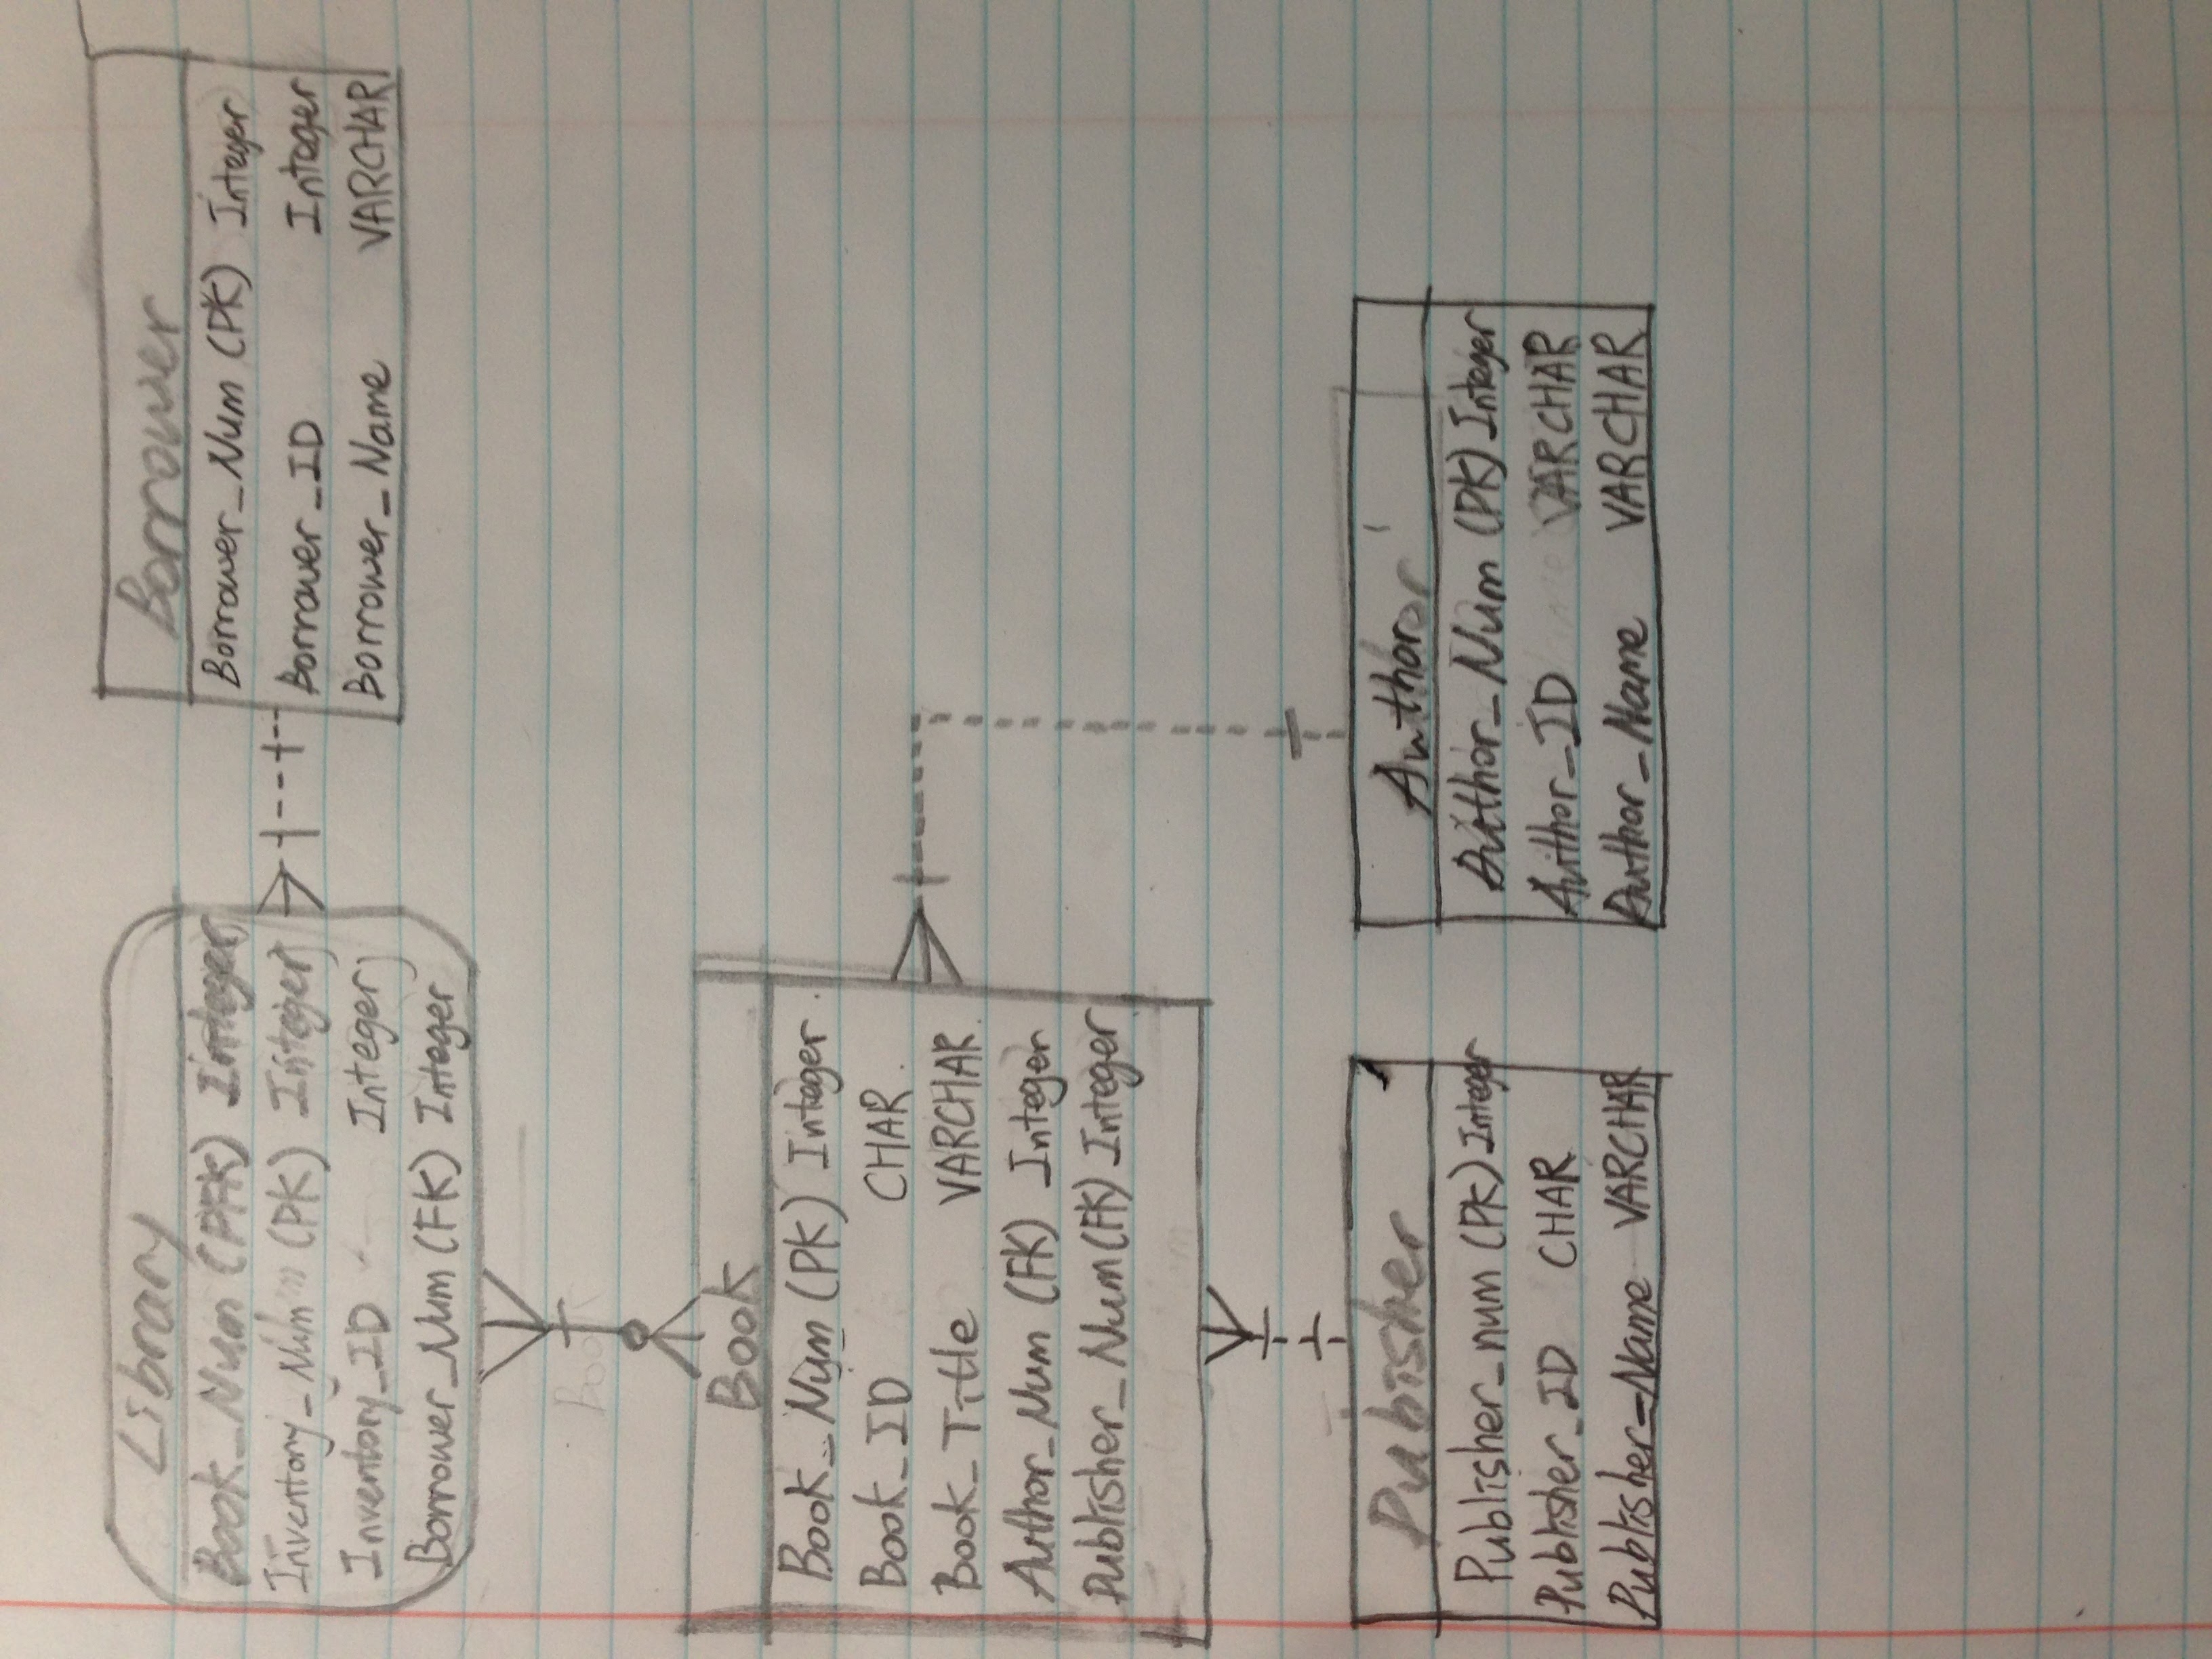 Library
Book_Num (PFK) Integer
Inventory_Num (PK) Integer
Inventory_ID Integer
Borrower_Num (FK) Integer
Borrower
Borrower_Num (PK) Integer
Borrower_ID Integer
Borrower_Name VARCHAR
Book
Book
Book_Num (PK) Integer
Book_ID CHAR
Book_Title VARCHAR
Author_Num (FK) Integer
Publisher_Num (FK) Integer
Pubisher
Publisher_num (PK) Integer
Publisher_ID CHAR
Publisher_Name VARCHAR
Author
Author_Num (PK) Integer
Author_ID VARCHAR
Author_Name VARCHAR